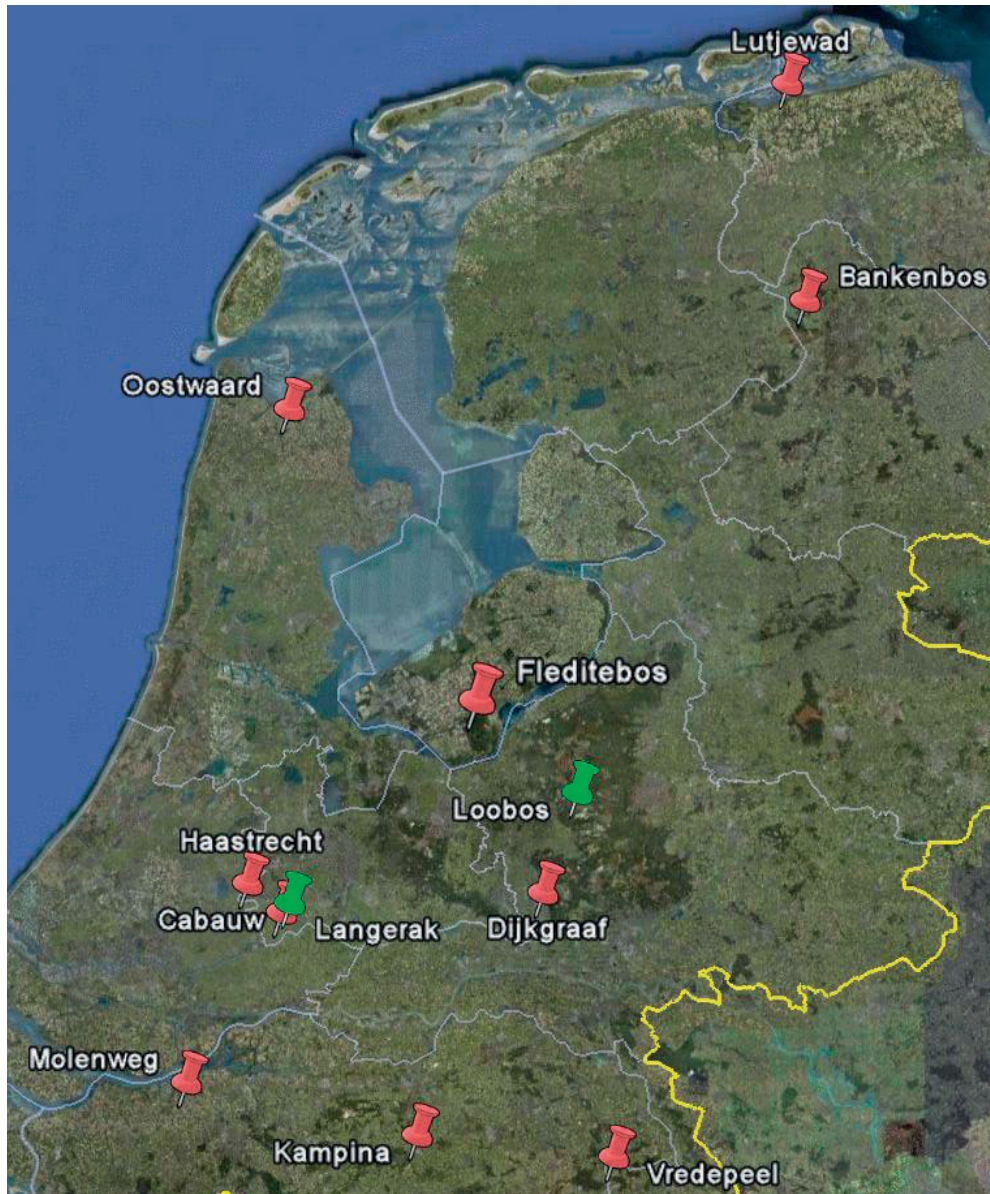 Lutjewad
Bankenbos
Oostwaard
Fleditebos
Loobos
Haastrecht
Cabauw
Langerak
Dijkgraaf
Molenweg
Kampina
Vredepeel